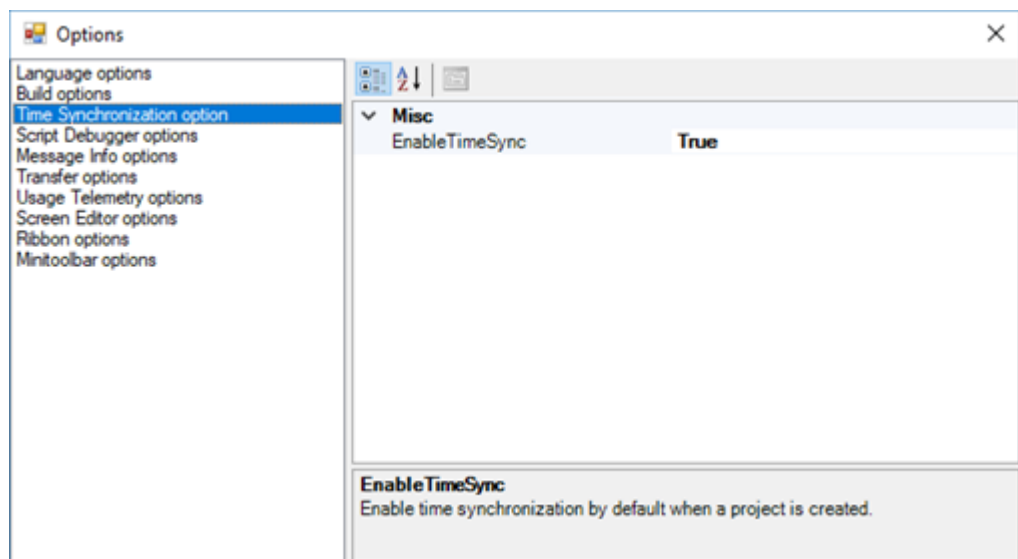 Options
Language options
Build options
Time Synchronization option
Script Debugger options
Message Info options
Transfer options
Usage Telemetry options
Screen Editor options
Ribbon options
Minitoolbar options
Misc
EnableTimeSync True
EnableTimeSync
Enable time synchronization by default when a project is created.